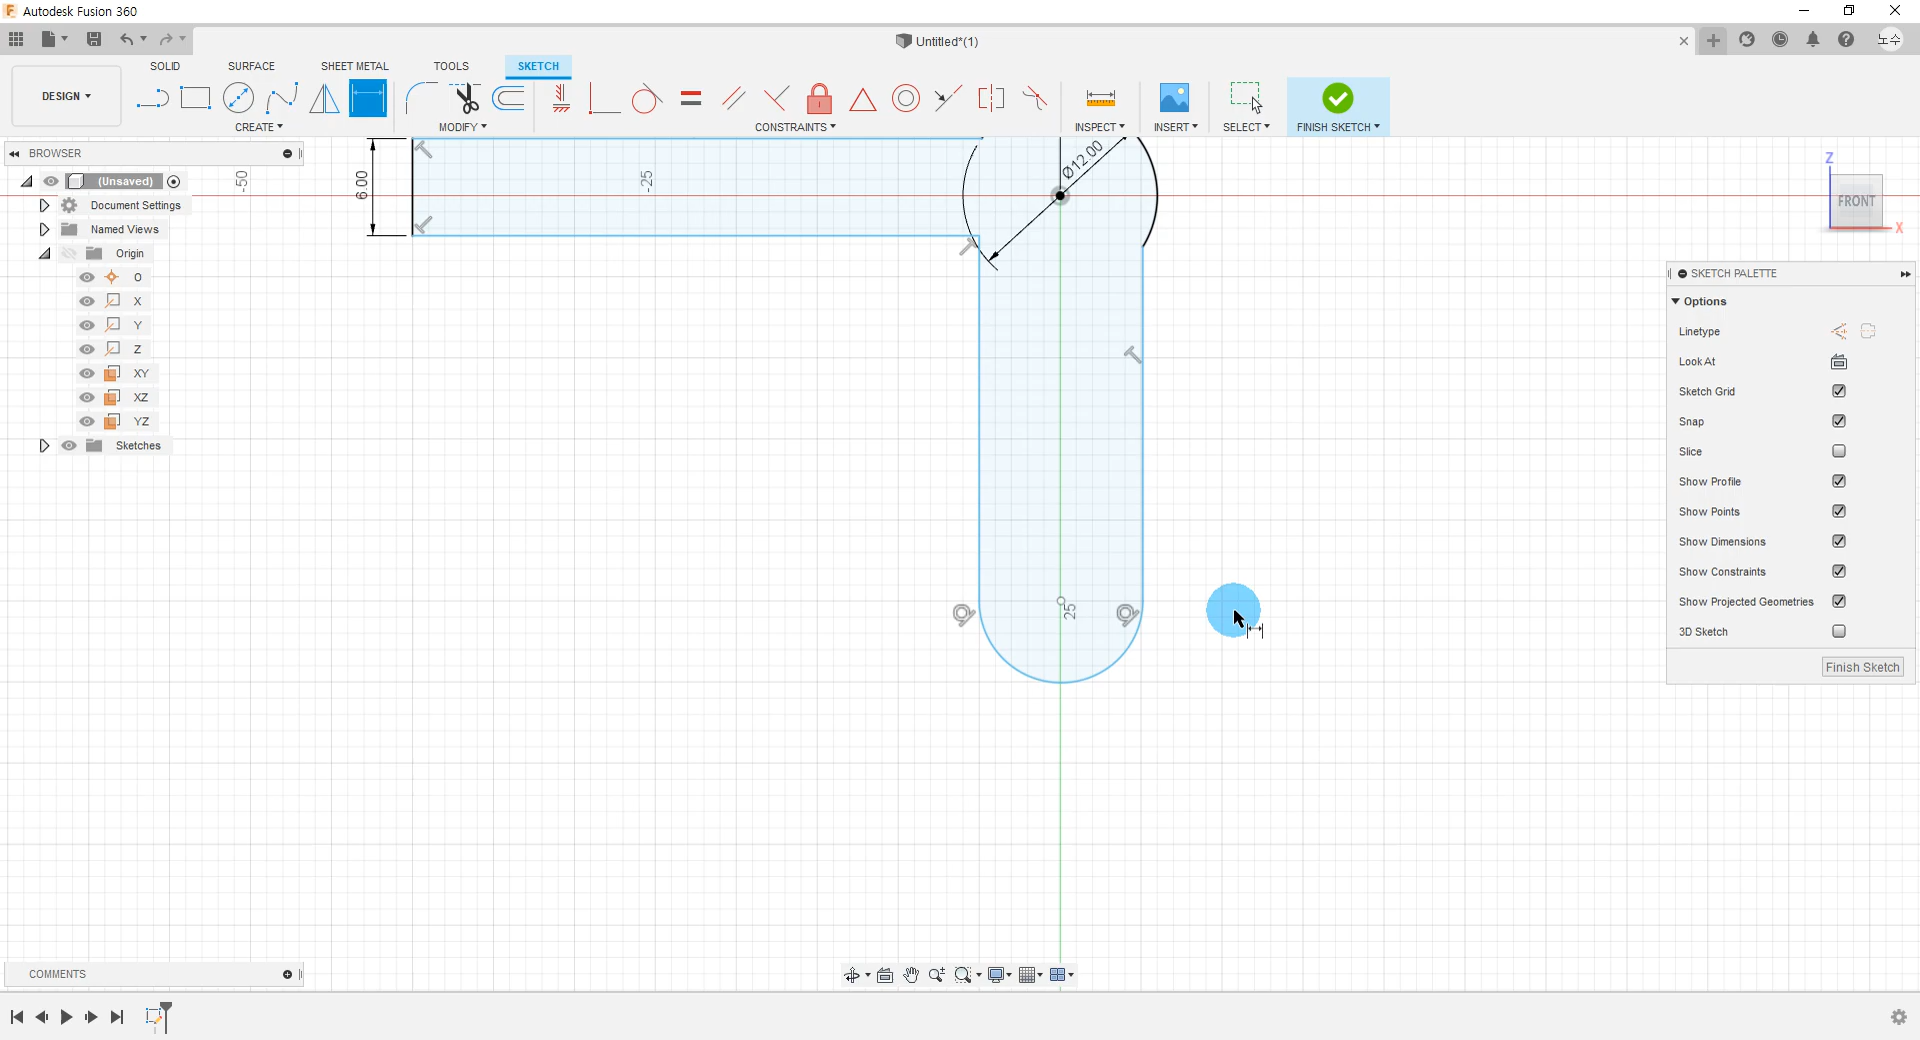 Autodesk Fusion 360
Untitled*(1)
노수
SOLID
SURFACE
SHEET METAL
TOOLS
SKETCH
DESIGN
CREATE
MODIFY
CONSTRAINTS
INSPECT
INSERT
SELECT
FINISH SKETCH
BROWSER
(Unsaved)
Document Settings
Named Views
Origin
O
X
Y
Z
XY
XZ
YZ
Sketches
-50
6.00
-25
Ø12.00
25
Z
FRONT
X
SKETCH PALETTE
Options
Linetype
Look At
Sketch Grid
Snap
Slice
Show Profile
Show Points
Show Dimensions
Show Constraints
Show Projected Geometries
3D Sketch
Finish Sketch
COMMENTS